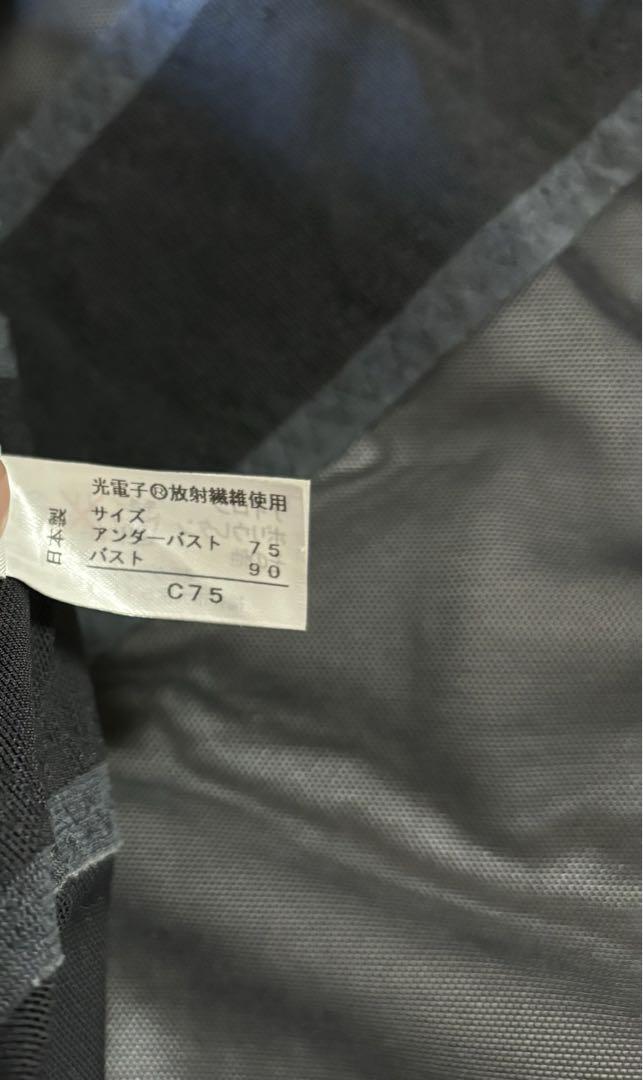 光電子®放射繊維使用
サイズ
アンダーバスト 75
バスト 90
C75
日本製